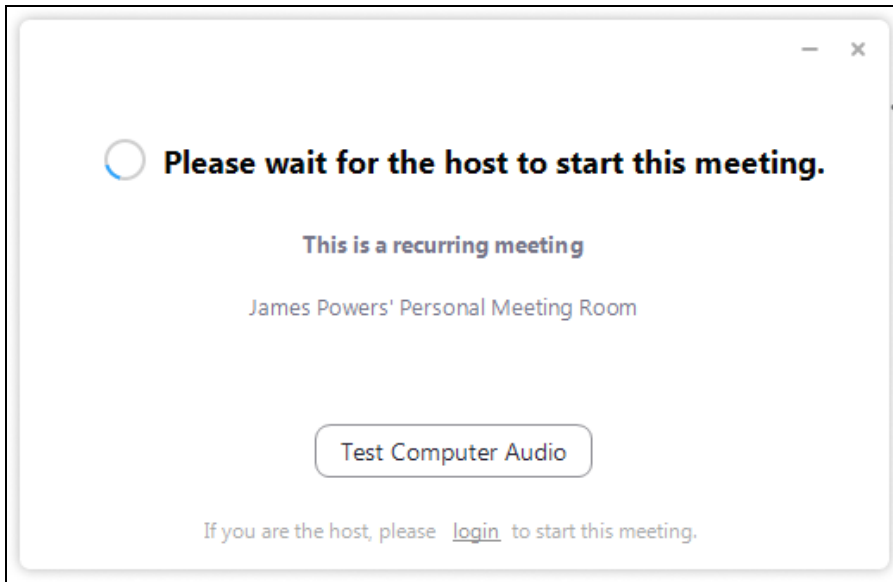 Please wait for the host to start this meeting.
This is a recurring meeting
James Powers' Personal Meeting Room
Test Computer Audio
If you are the host, please login to start this meeting.